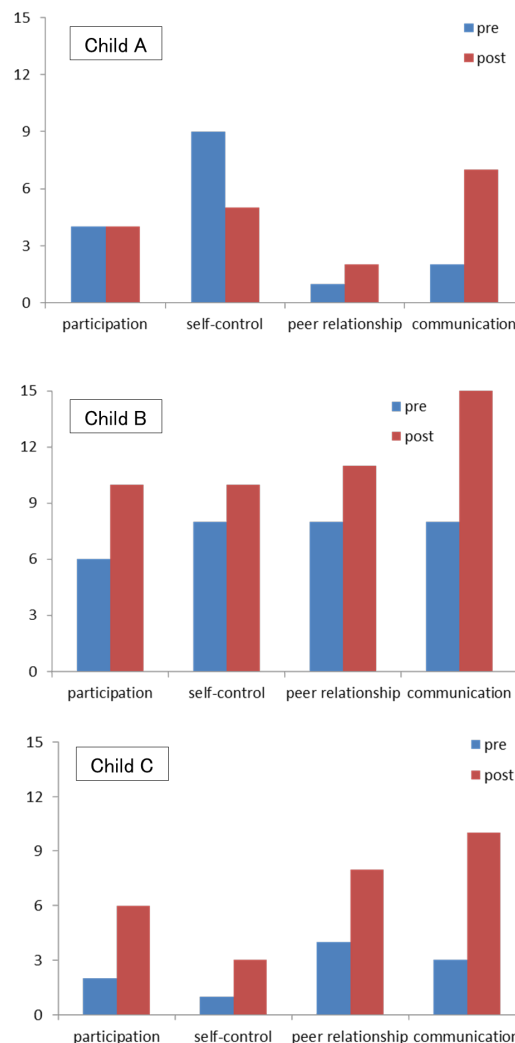 15
Child A
pre
12
post
9
6
3
0
participation self-control peer relationship communication
15
pre
Child B
post
12
9
6
3
0
participation self-control peer relationship communication
15
pre
Child C
post
12
9
6
3
0
participation self-control peer relationship communication